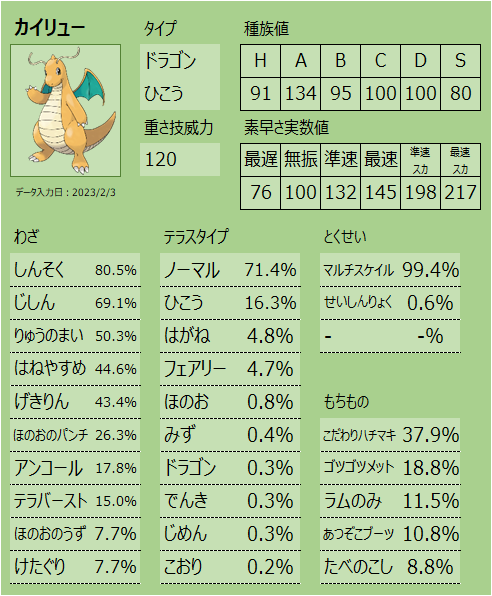 カイリュー
データ入力日:2023/2/3
タイプ
ドラゴン
ひこう
重さ技威力
120
種族値
H A B C D S
91 134 95 100 100 80
素早さ実数値
最遅 無振 準速 最速 準速スカ 最速スカ
76 100 132 145 198 217
わざ
しんそく 80.5%
じしん 69.1%
りゅうのまい 50.3%
はねやすめ 44.6%
げきりん 43.4%
ほのおのパンチ 26.3%
アンコール 17.8%
テラバースト 15.0%
ほのおのうず 7.7%
けたぐり 7.7%
テラスタイプ
ノーマル 71.4%
ひこう 16.3%
はがね 4.8%
フェアリー 4.7%
ほのお 0.8%
みず 0.4%
ドラゴン 0.3%
でんき 0.3%
じめん 0.3%
こおり 0.2%
とくせい
マルチスケイル 99.4%
せいしんりょく 0.6%
- -%
もちもの
こだわりハチマキ 37.9%
ゴツゴツメット 18.8%
ラムのみ 11.5%
あつぞこブーツ 10.8%
たべのこし 8.8%